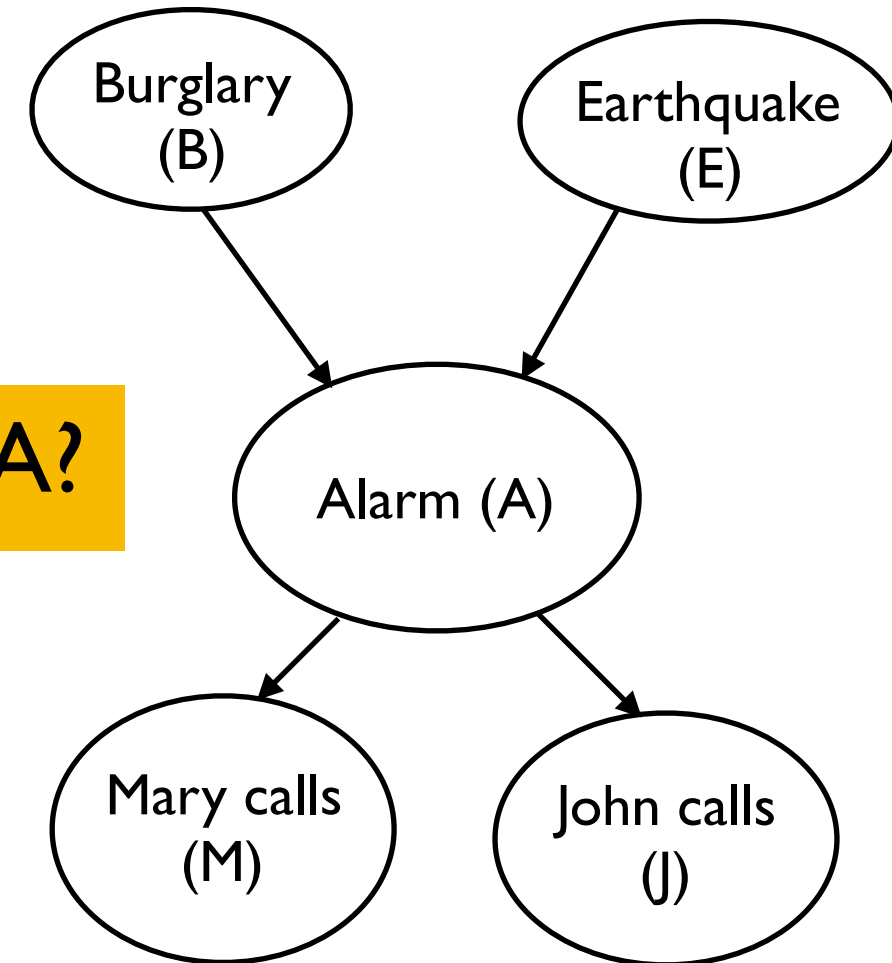 Burglary
(B)
Earthquake
(E)
A?
Alarm (A)
Mary calls
(M)
John calls
(J)